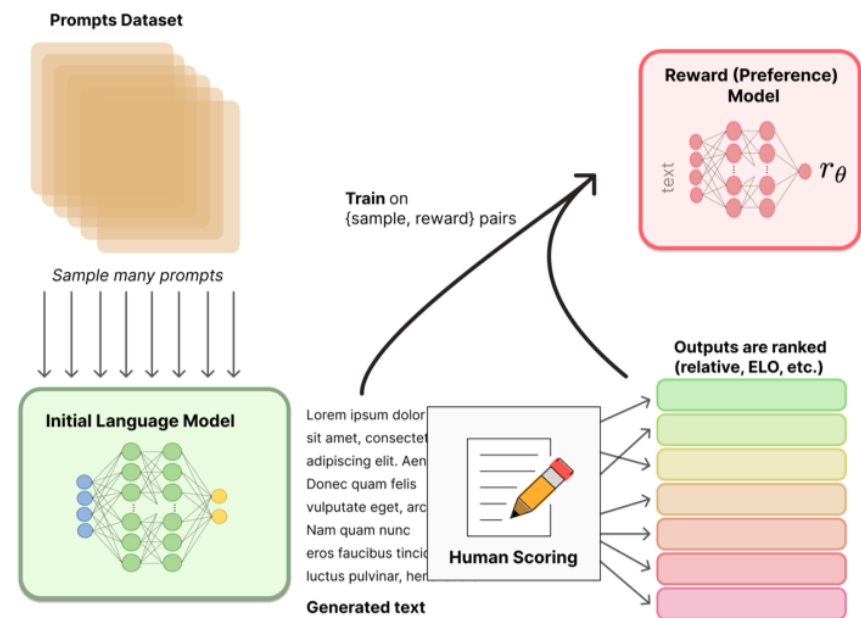 Prompts Dataset
Sample many prompts
Initial Language Model
Train on
{sample, reward} pairs
Reward (Preference)
Model
text
rθ
Lorem ipsum dolor
sit amet, consectet
adipiscing elit. Aen
Donec quam felis
vulputate eget, arc
Nam quam nunc
eros faucibus tincid
luctus pulvinar, her
Generated text
Human Scoring
Outputs are ranked
(relative, ELO, etc.)